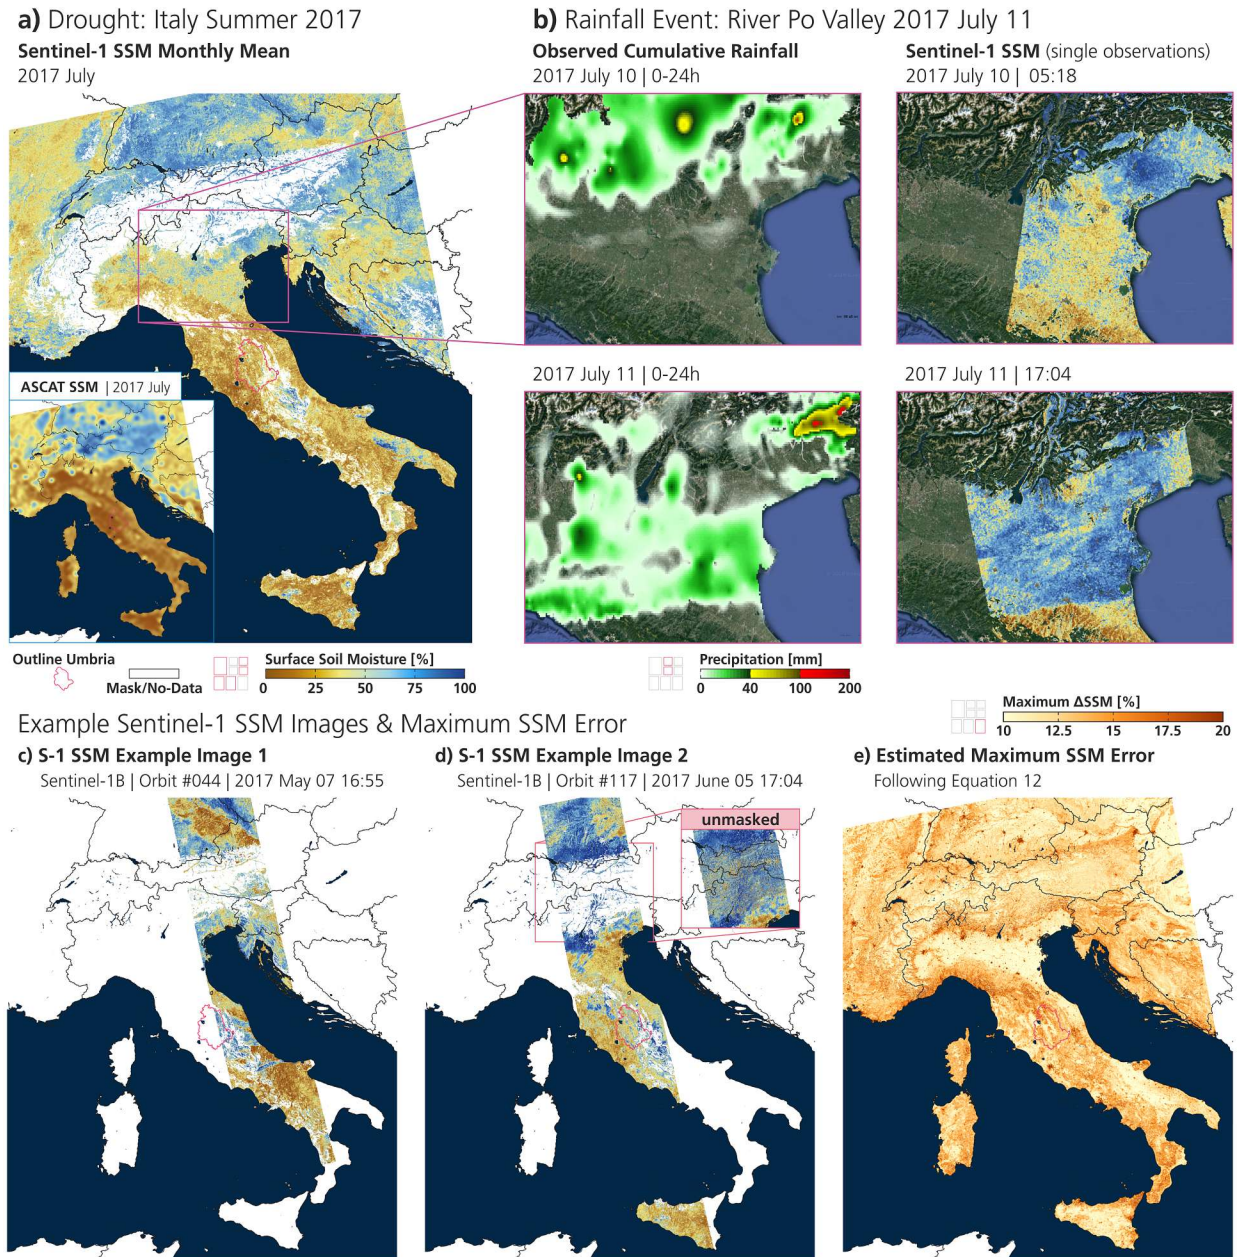 a) Drought: Italy Summer 2017
Sentinel-1 SSM Monthly Mean
2017 July
ASCAT SSM | 2017 July
Outline Umbria
Mask/No-Data
Surface Soil Moisture [%]
0 25 50 75 100
b) Rainfall Event: River Po Valley 2017 July 11
Observed Cumulative Rainfall
2017 July 10 | 0-24h
Sentinel-1 SSM (single observations)
2017 July 10 | 05:18
2017 July 11 | 0-24h
2017 July 11 | 17:04
Precipitation [mm]
0 40 100 200
Maximum ΔSSM [%]
10 12.5 15 17.5 20
Example Sentinel-1 SSM Images & Maximum SSM Error
c) S-1 SSM Example Image 1
Sentinel-1B | Orbit #044 | 2017 May 07 16:55
d) S-1 SSM Example Image 2
Sentinel-1B | Orbit #117 | 2017 June 05 17:04
unmasked
e) Estimated Maximum SSM Error
Following Equation 12